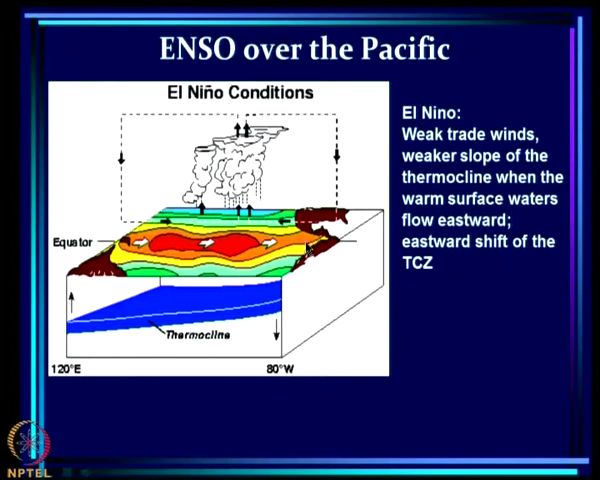 ENSO over the Pacific
El Niño Conditions
Equator
Thermocline
120°E
80°W
El Nino:
Weak trade winds,
weaker slope of the
thermocline when the
warm surface waters
flow eastward;
eastward shift of the
TCZ
NPTEL